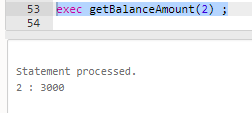 53 exec getBalanceAmount(2) ;
54
Statement processed.
2 : 3000